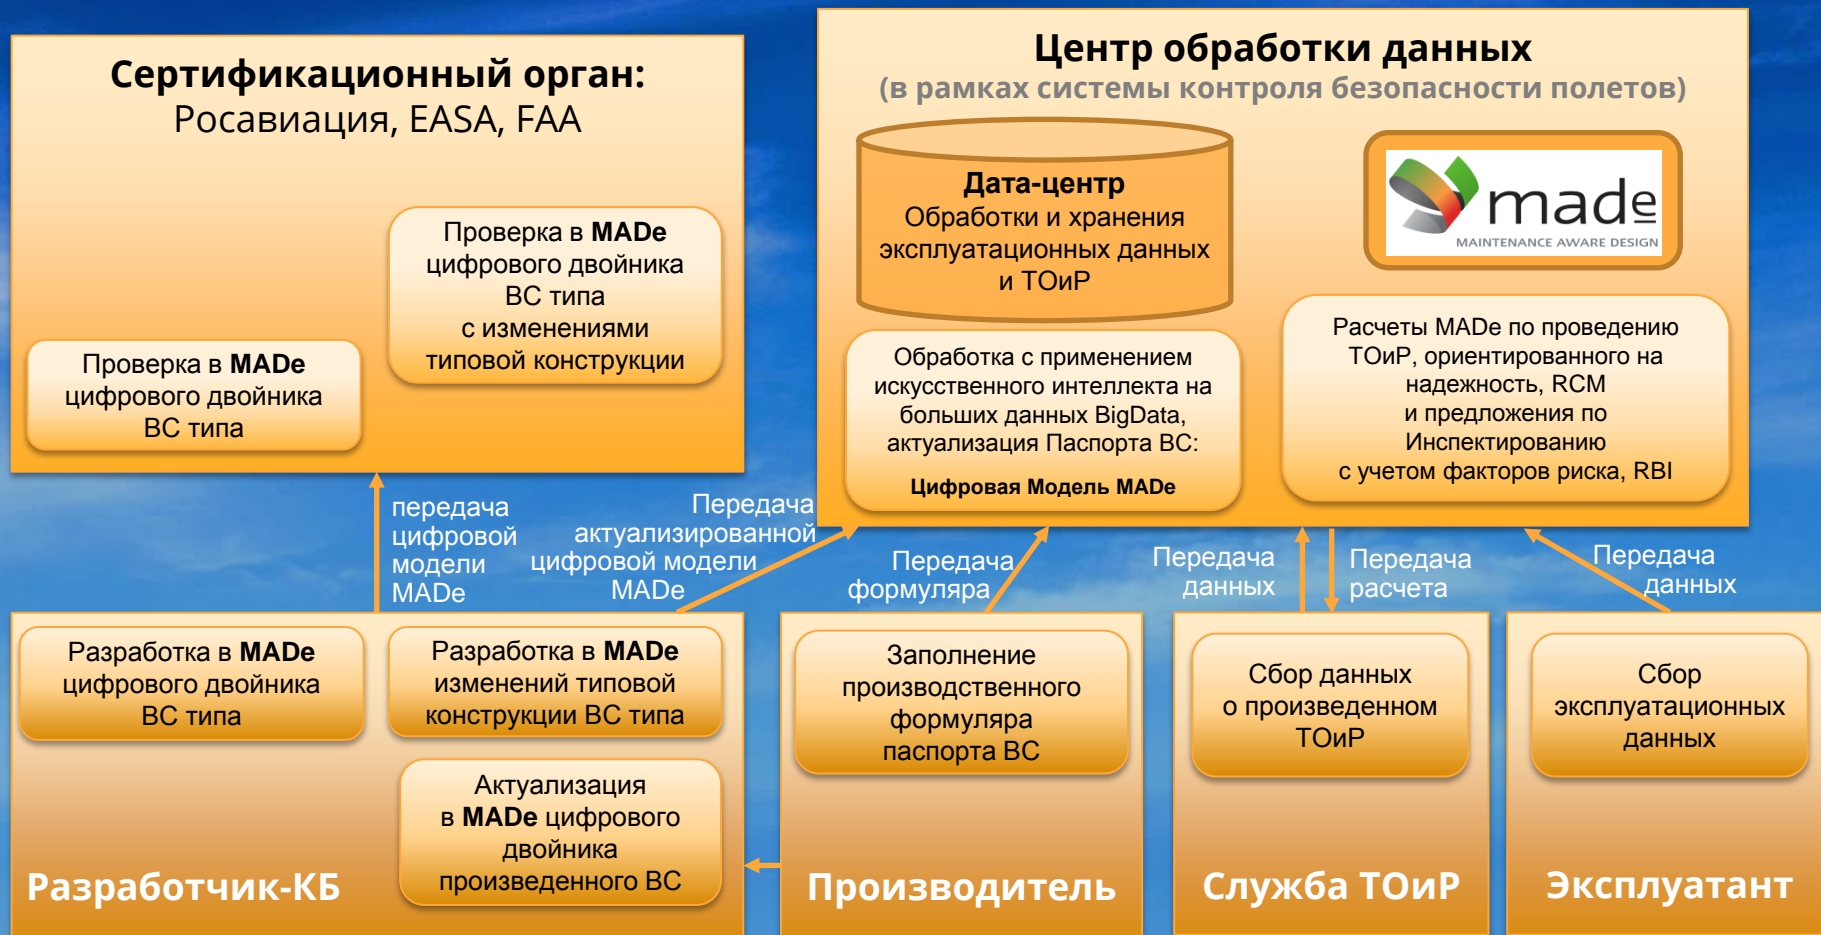 Сертификационный орган:
Росавиация, EASA, FAA
Проверка в MADe
цифрового двойника
ВС типа
с изменениями
типовой конструкции
Проверка в MADe
цифрового двойника
ВС типа
Центр обработки данных
(в рамках системы контроля безопасности полетов)
Дата-центр
Обработки и хранения
эксплуатационных данных
и ТОиР
made
MAINTENANCE AWARE DESIGN
Обработка с применением
искусственного интеллекта на
больших данных BigData,
актуализация Паспорта ВС:
Цифровая Модель MADe
Расчеты MADe по проведению
ТОиР, ориентированного на
надежность, RCM
и предложения по
Инспектированию
с учетом факторов риска, RBI
передача
цифровой
модели
MADe
Передача
актуализированной
цифровой модели
MADe
Передача
формуляра
Передача
данных
Передача
расчета
Передача
данных
Разработка в MADe
цифрового двойника
ВС типа
Разработка в MADe
изменений типовой
конструкции ВС типа
Актуализация
в MADe цифрового
двойника
произведенного ВС
Разработчик-КБ
Заполнение
производственного
формуляра
паспорта ВС
Производитель
Сбор данных
о произведенном
ТОиР
Служба ТОиР
Сбор
эксплуатационных
данных
Эксплуатант